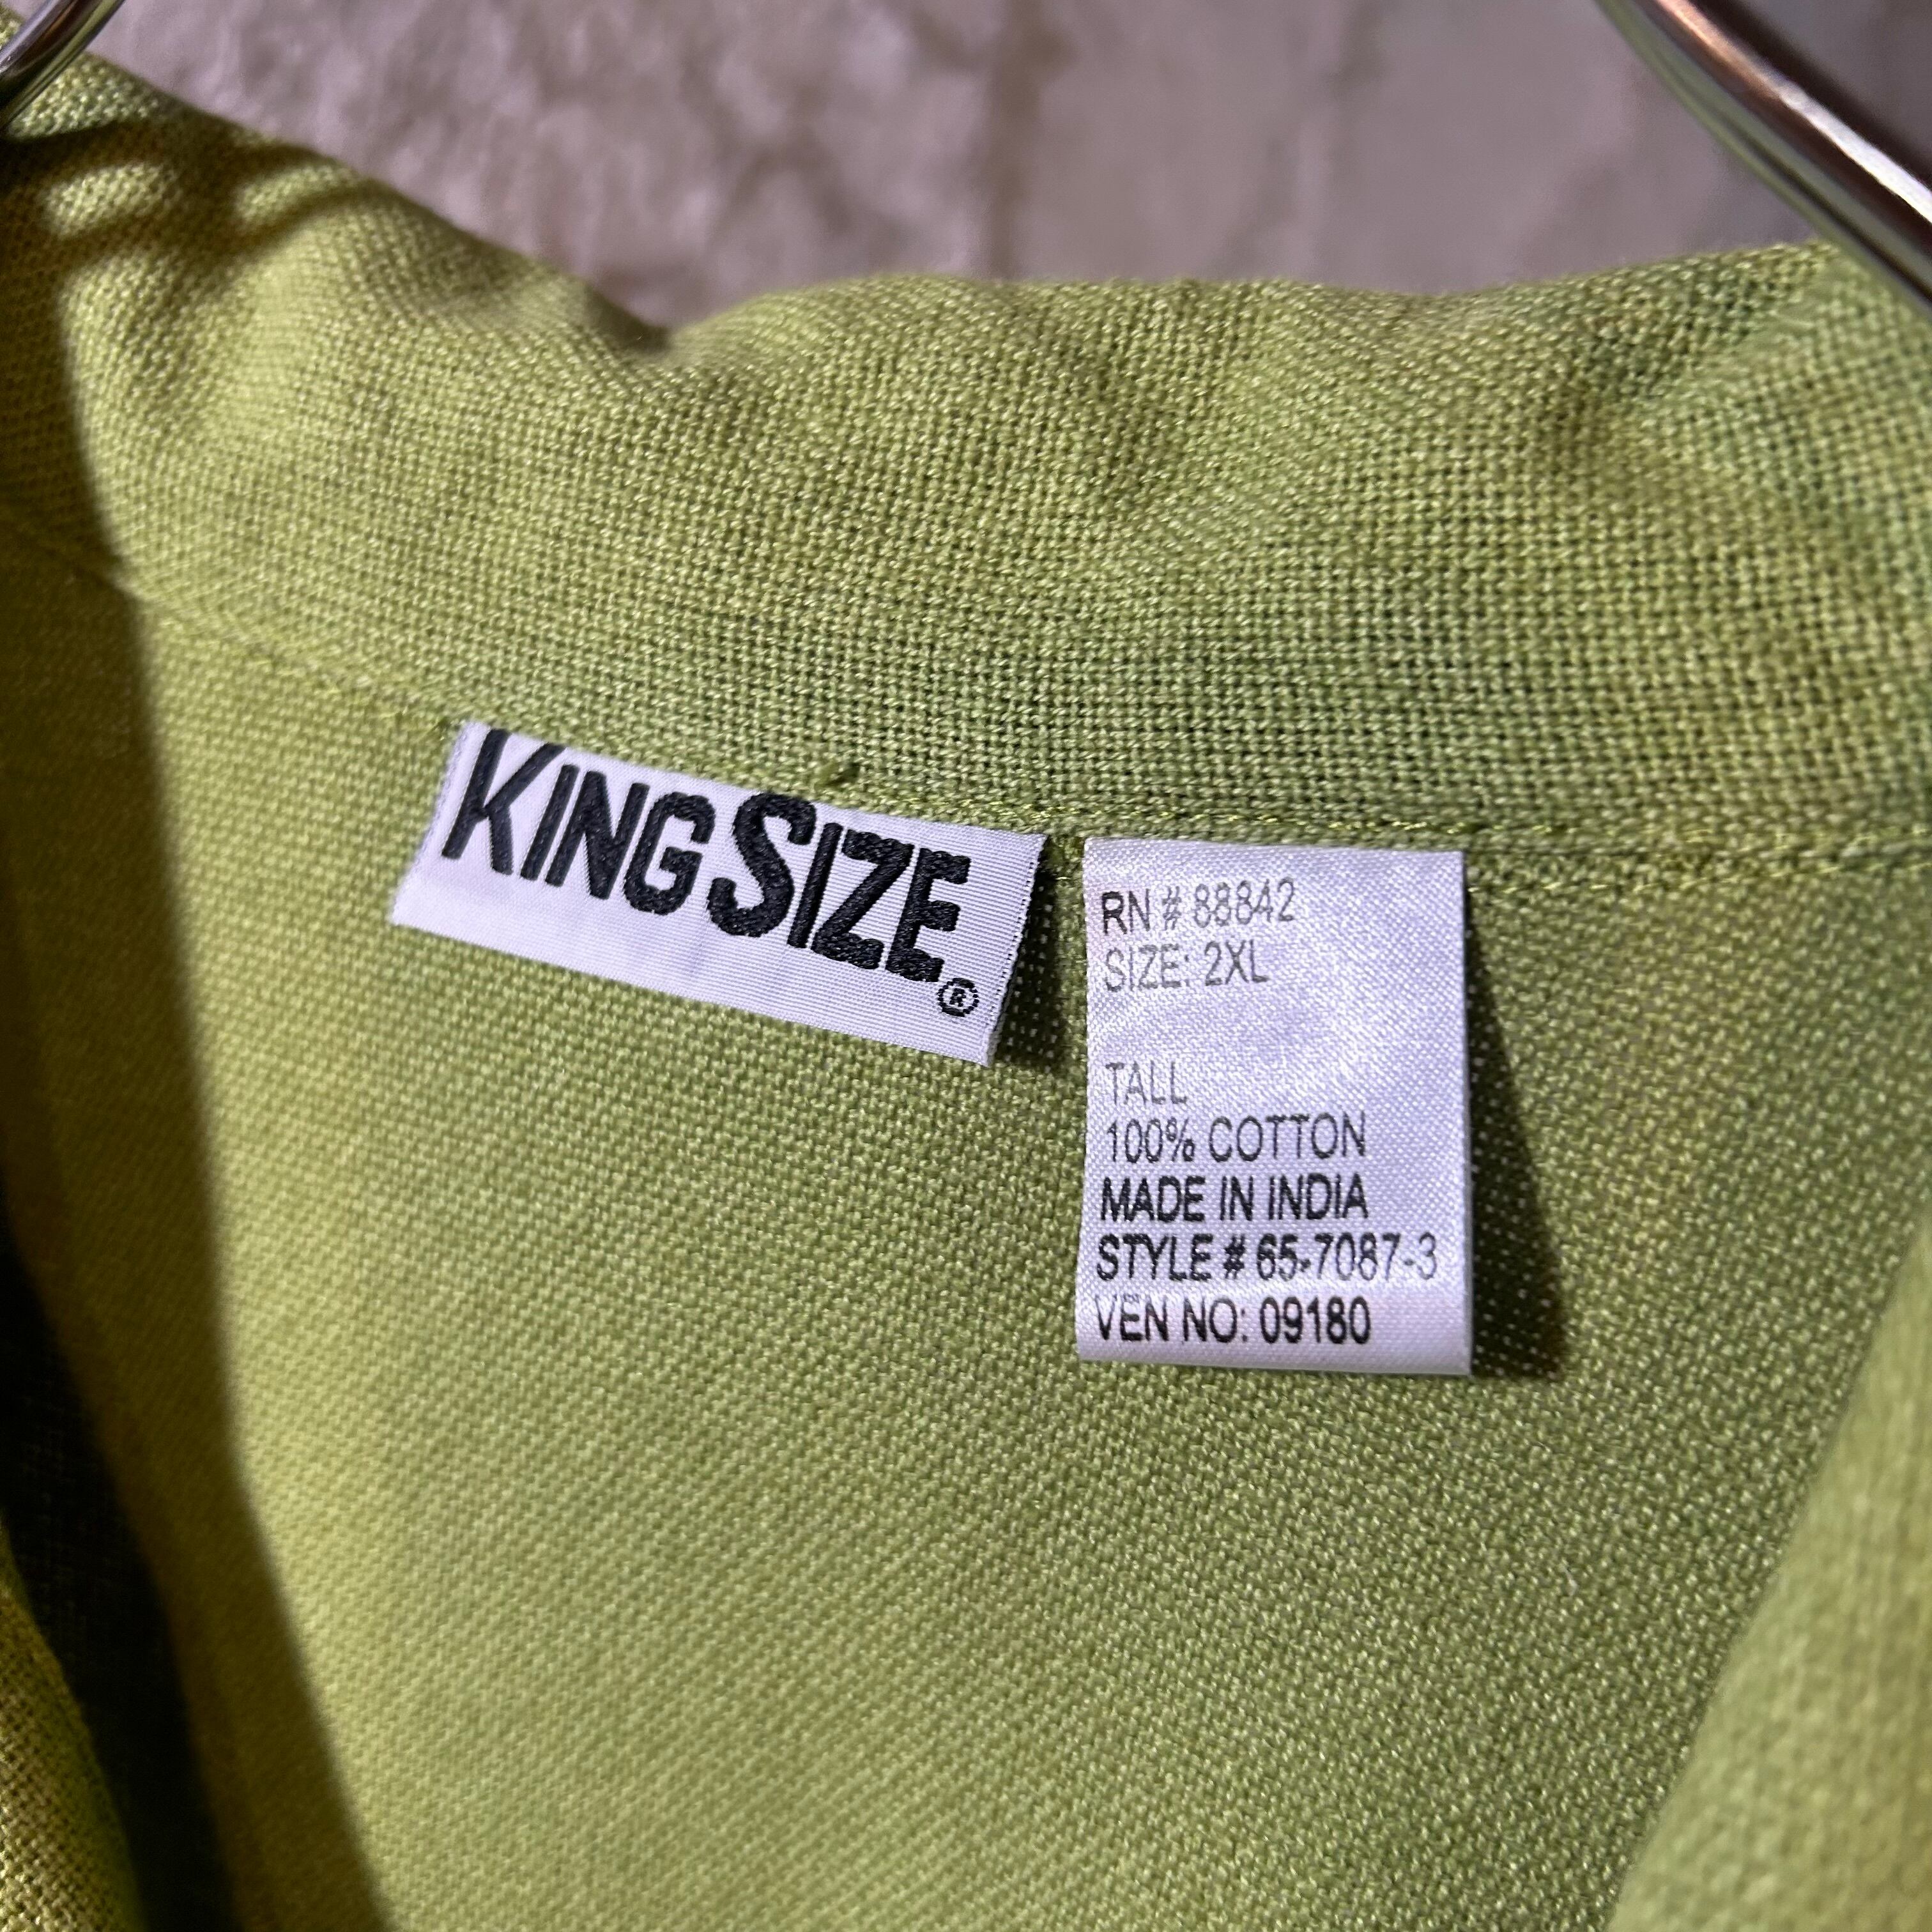 KING SIZE®
RN # 88842
SIZE: 2XL
TALL
100% COTTON
MADE IN INDIA
STYLE # 65-7087-3
VEN NO: 09180